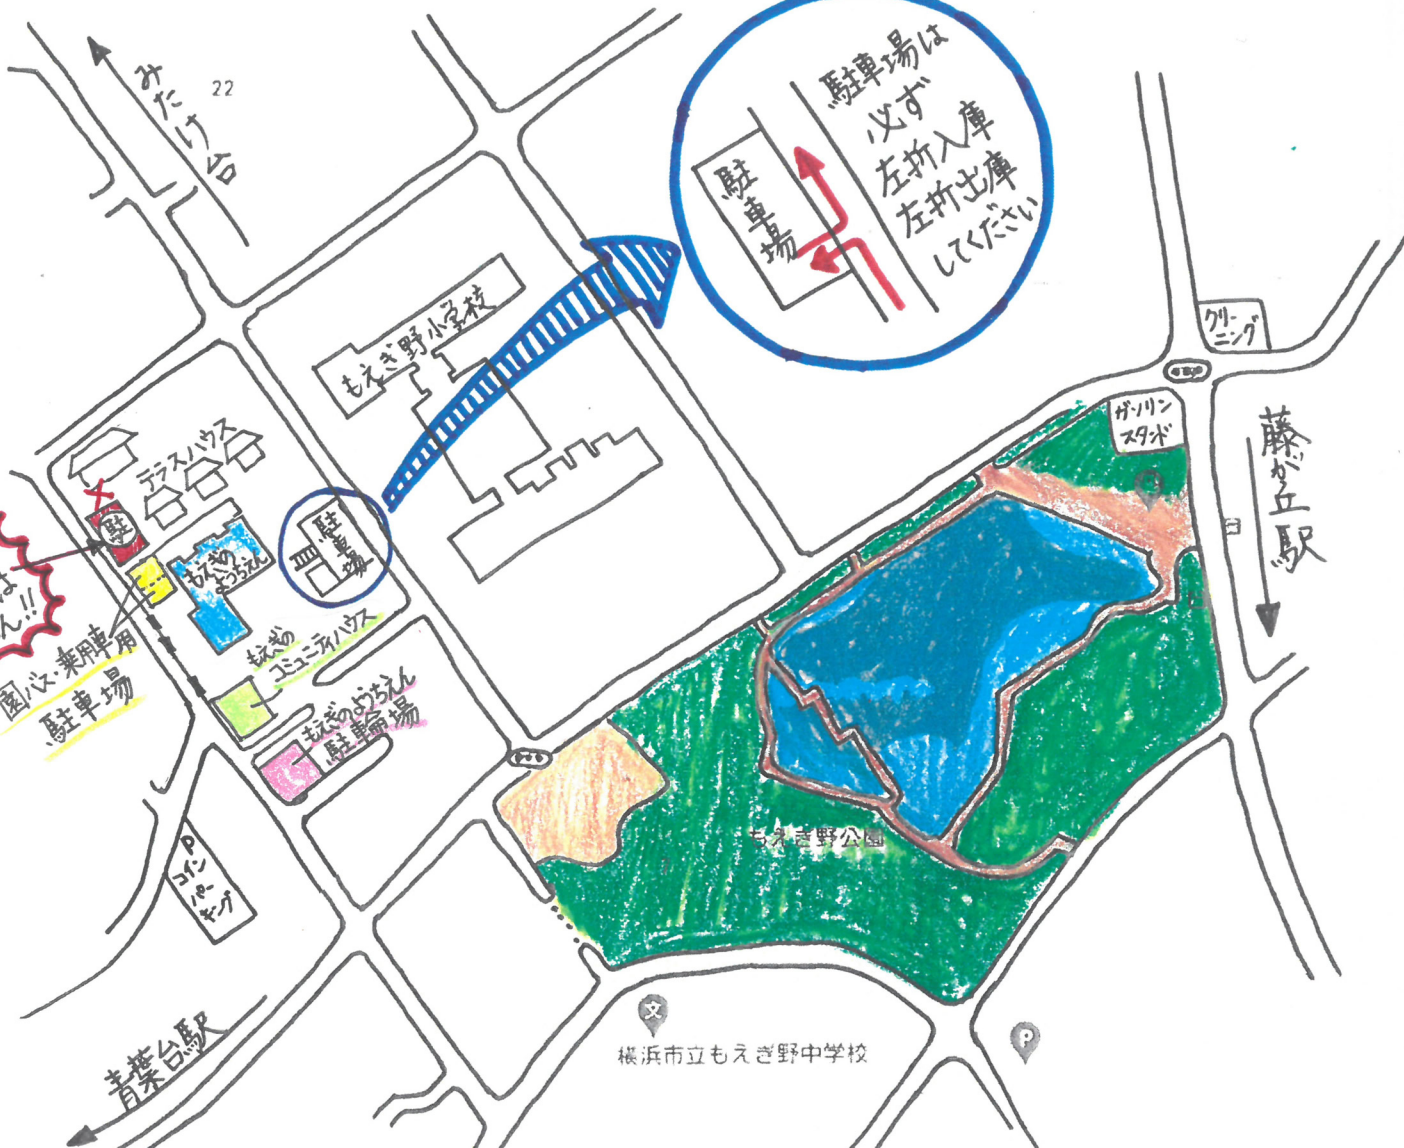 みたけ台
22
駐車場は
必ず
左折入庫
左折出庫
してください
駐車場
もえぎ野小学校
クリーニング
ガソリン
スタンド
藤が丘駅
テラスハウス
駐
駐車場
もえぎの
ようちえん
もえぎの
コミュニティハウス
園バス・乗用車用
駐車場
もえぎのようちえん
駐輪場
P
コイン
パー
キング
もえぎ野公園
青葉台駅
文
横浜市立もえぎ野中学校
P